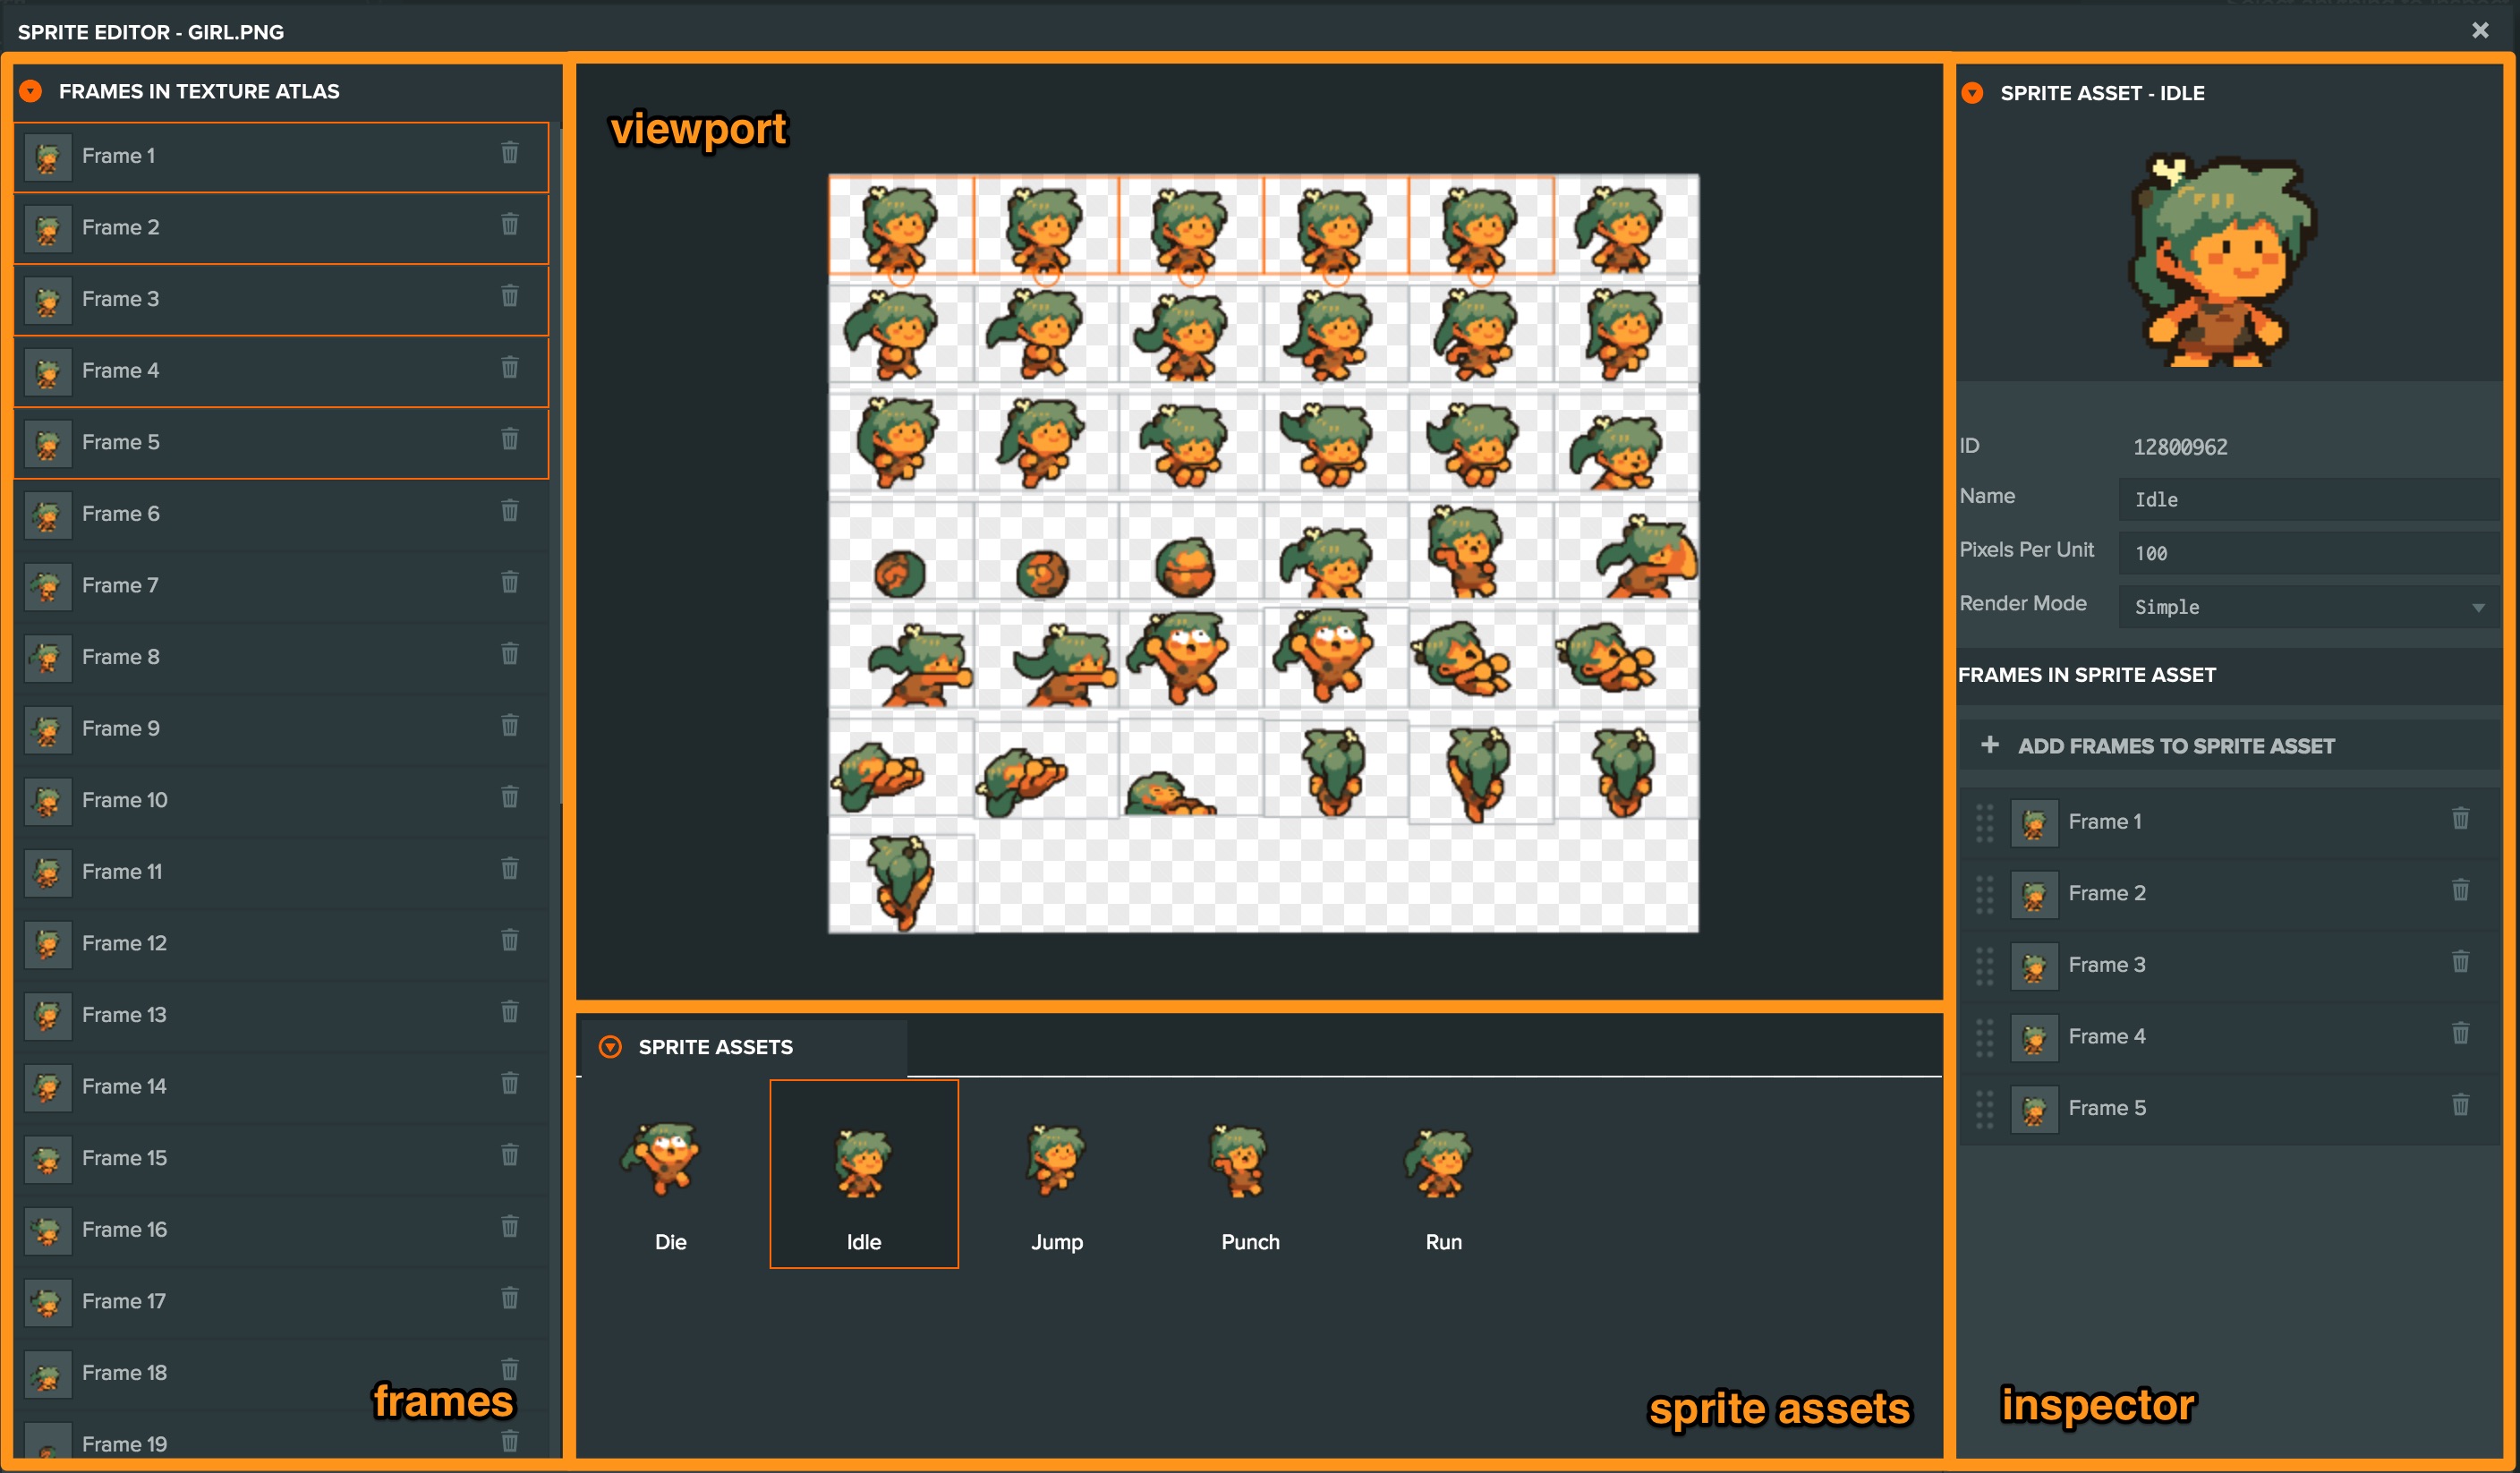 SPRITE EDITOR - GIRL.PNG
FRAMES IN TEXTURE ATLAS
Frame 1
Frame 2
Frame 3
Frame 4
Frame 5
Frame 6
Frame 7
Frame 8
Frame 9
Frame 10
Frame 11
Frame 12
Frame 13
Frame 14
Frame 15
Frame 16
Frame 17
Frame 18
Frame 19
frames
viewport
SPRITE ASSETS
Die
Idle
Jump
Punch
Run
sprite assets
SPRITE ASSET - IDLE
ID 12800962
Name Idle
Pixels Per Unit 100
Render Mode Simple
FRAMES IN SPRITE ASSET
+ ADD FRAMES TO SPRITE ASSET
Frame 1
Frame 2
Frame 3
Frame 4
Frame 5
inspector